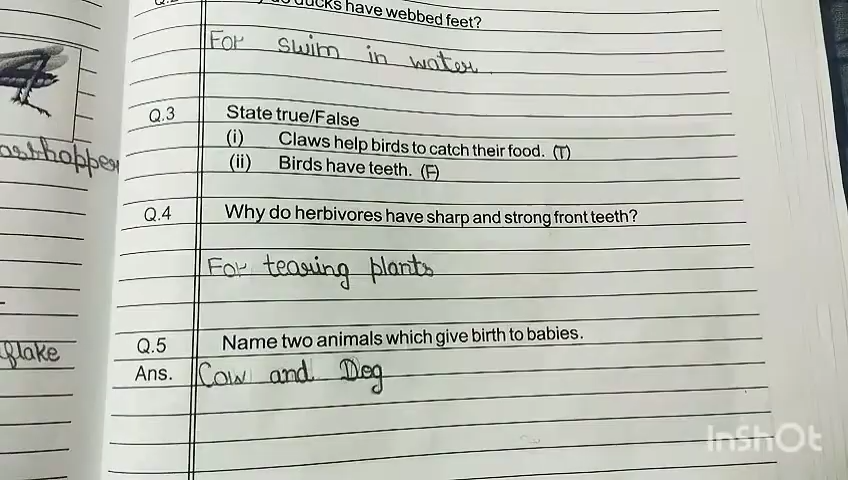 ducks have webbed feet?
For swim in water.
Q.3 State true/False
(i) Claws help birds to catch their food. (T)
(ii) Birds have teeth. (F)
Q.4 Why do herbivores have sharp and strong front teeth?
For tearing plants
Q.5 Name two animals which give birth to babies.
Ans. Cow and Dog
asshopper
flake
InShOt